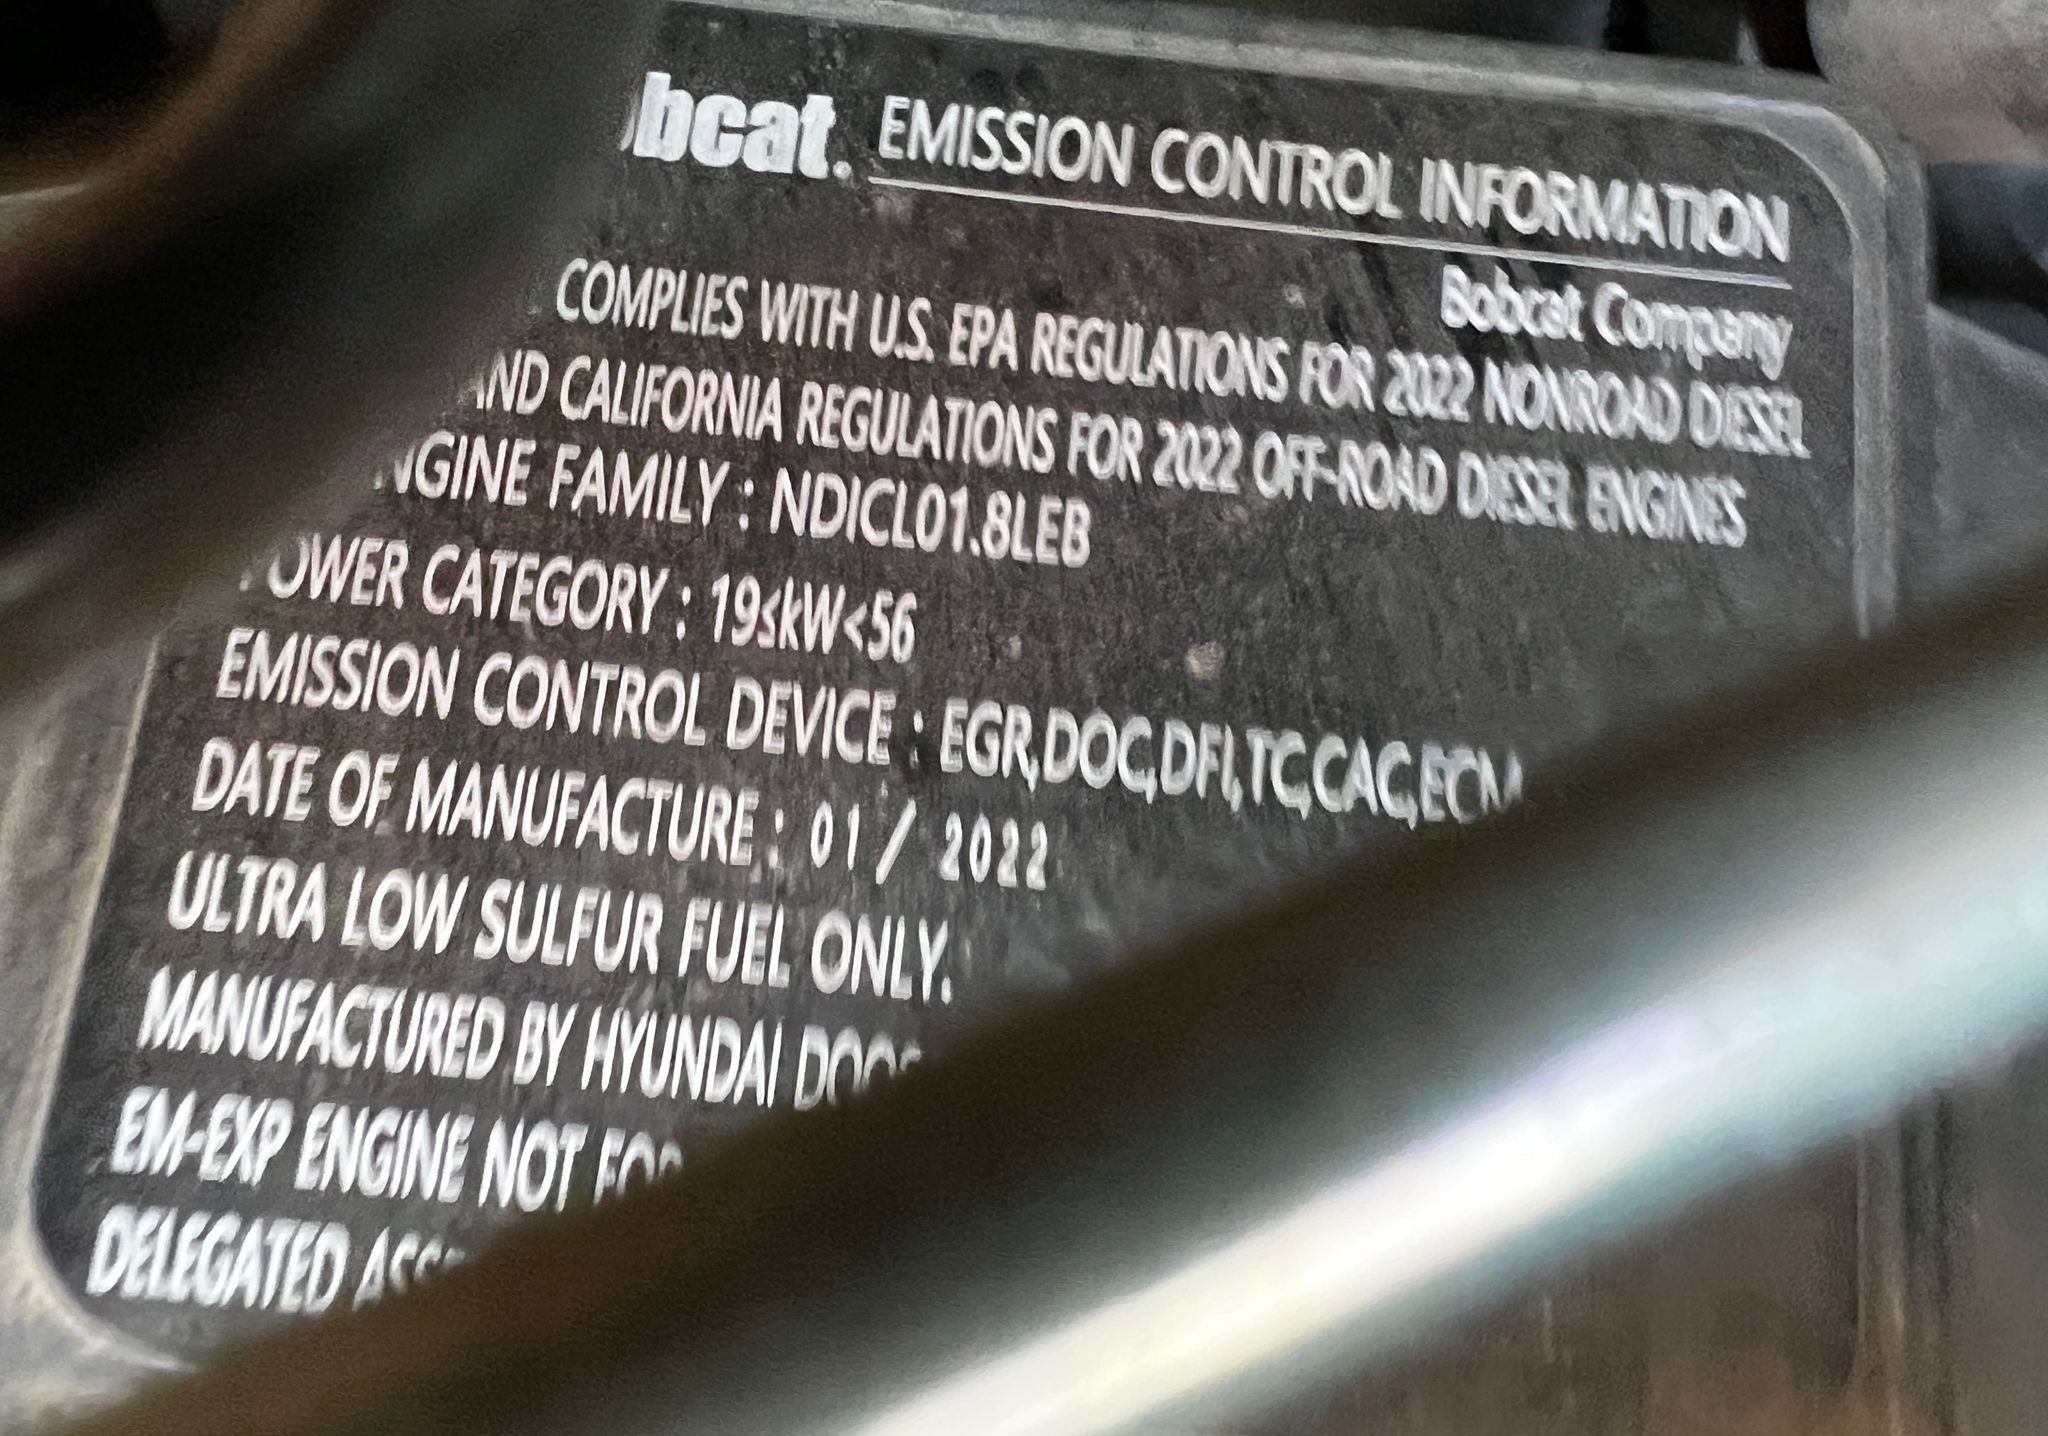 bcat. EMISSION CONTROL INFORMATION
Bobcat Company
COMPLIES WITH U.S. EPA REGULATIONS FOR 2022 NONROAD DIESEL
AND CALIFORNIA REGULATIONS FOR 2022 OFF-ROAD DIESEL ENGINES
ENGINE FAMILY : NDICL01.8LEB
POWER CATEGORY : 19≤kW<56
EMISSION CONTROL DEVICE : EGR,DOC,DFI,TC,CAC,ECM
DATE OF MANUFACTURE : 01 / 2022
ULTRA LOW SULFUR FUEL ONLY.
MANUFACTURED BY HYUNDAI
EM-EXP ENGINE NOT FOR
DELEGATED